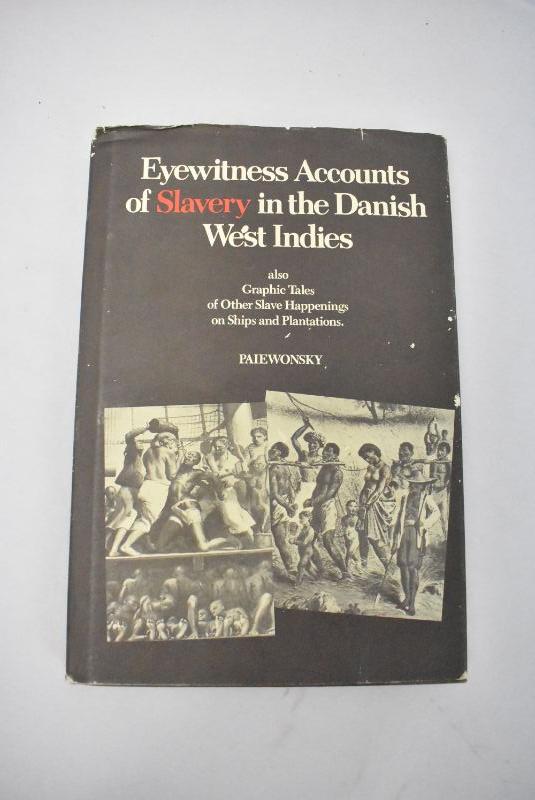 Eyewitness Accounts
of Slavery in the Danish
West Indies
also
Graphic Tales
of Other Slave Happenings
on Ships and Plantations.
PAIEWONSKY